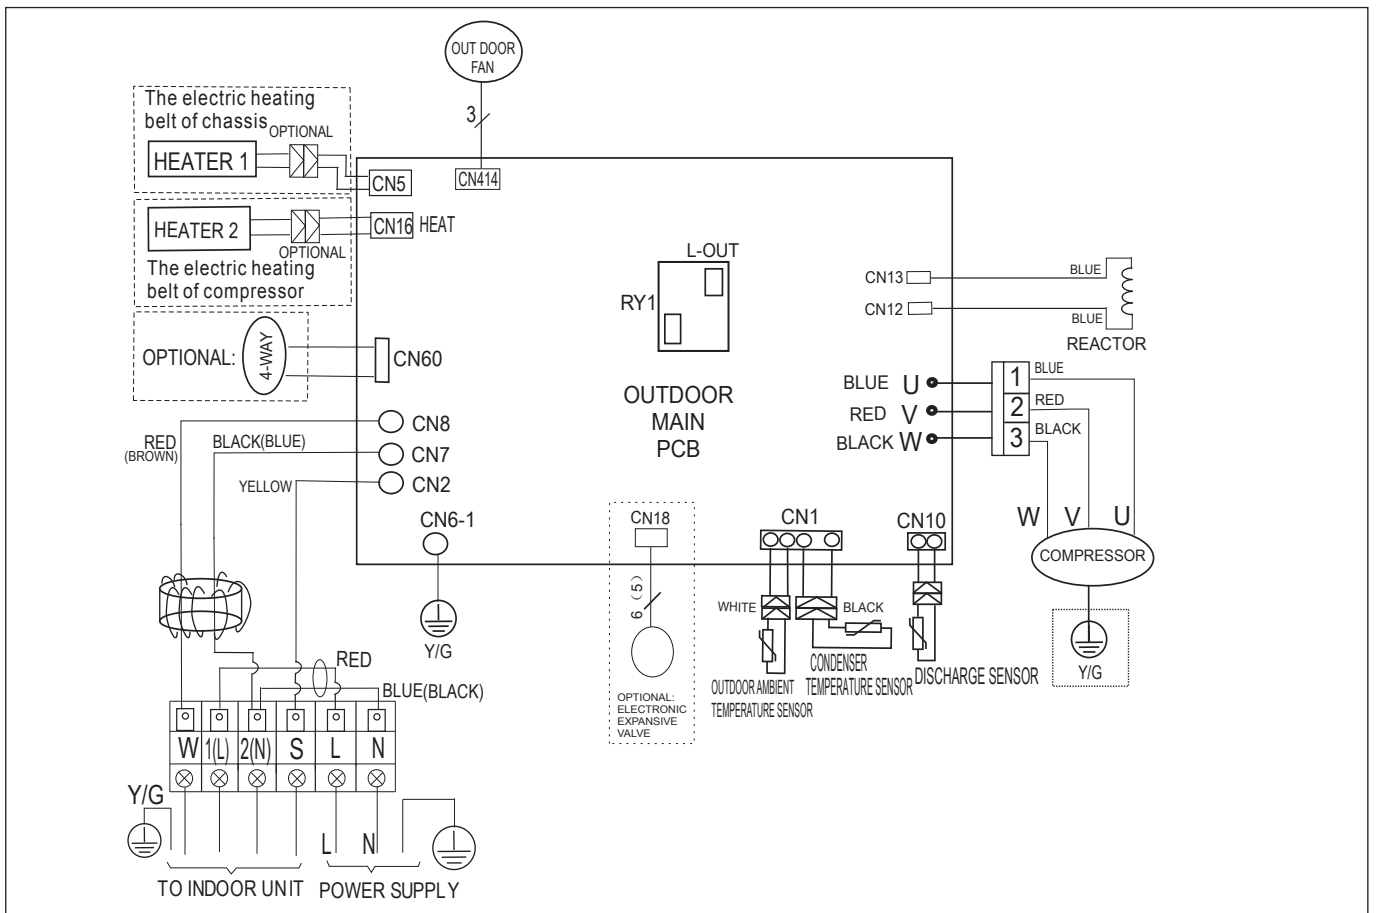 OUT DOOR
FAN
3
CN414
The electric heating
belt of chassis
OPTIONAL
HEATER 1
CN5
HEATER 2
CN16 HEAT
OPTIONAL
The electric heating
belt of compressor
OPTIONAL:
4-WAY
CN60
L-OUT
RY1
OUTDOOR
MAIN
PCB
CN13
CN12
BLUE
BLUE
REACTOR
BLUE U
RED V
BLACK W
1
2
3
BLUE
RED
BLACK
W V U
COMPRESSOR
Y/G
RED
(BROWN)
BLACK(BLUE)
YELLOW
CN8
CN7
CN2
CN6-1
Y/G
CN18
6 (5)
OPTIONAL:
ELECTRONIC
EXPANSIVE
VALVE
CN1
WHITE
BLACK
OUTDOOR AMBIENT
TEMPERATURE SENSOR
CONDENSER
TEMPERATURE SENSOR
CN10
DISCHARGE SENSOR
RED
BLUE(BLACK)
W 1(L) 2(N) S L N
Y/G
L N
TO INDOOR UNIT
POWER SUPPLY